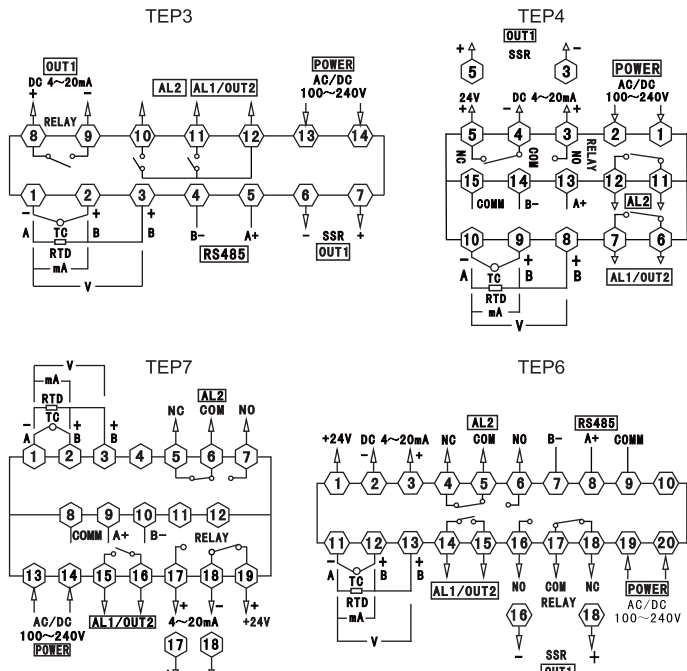 TEP3
OUT1
DC 4～20mA
+ -
RELAY
AL2 AL1/OUT2
POWER
AC/DC
100～240V
8 9 10 11 12 13 14
1 2 3 4 5 6 7
- + +
A TC B B
RTD
mA
V
B- A+
RS485
- SSR +
OUT1
TEP4
OUT1
+ SSR -
5 3
24V DC 4～20mA
+ - +
POWER
AC/DC
100～240V
5 4 3 2 1
NC COM NO RELAY
15 14 13 12 11
COMM B- A+
AL2
10 9 8 7 6
- + +
A TC B B
RTD
mA
V
AL1/OUT2
TEP7
V
mA
RTD
TC
- + +
A B B
AL2
NC COM NO
1 2 3 4 5 6 7
8 9 10 11 12
COMM A+ B-
RELAY
13 14 15 16 17 18 19
AC/DC
100～240V
POWER
AL1/OUT2
+ - +
4～20mA +24V
17 18
TEP6
+24V DC 4～20mA
- +
AL2
NC COM NO
RS485
B- A+ COMM
1 2 3 4 5 6 7 8 9 10
11 12 13 14 15 16 17 18 19 20
- + +
A TC B B
RTD
mA
V
AL1/OUT2
NO COM NC
RELAY
POWER
AC/DC
100～240V
16 18
- SSR +
OUT1